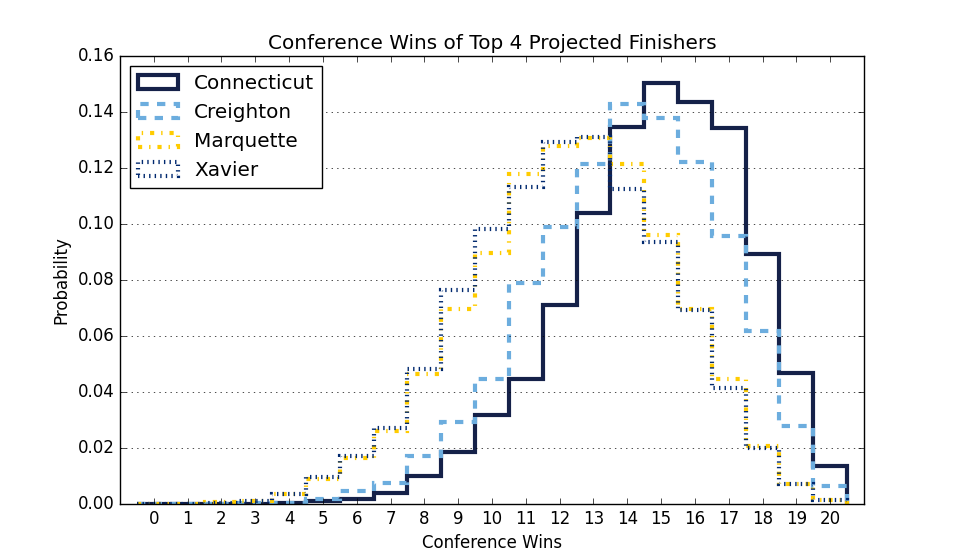 Conference Wins of Top 4 Projected Finishers
0.16
0.14
0.12
0.10
0.08
0.06
0.04
0.02
0.00
Probability
Connecticut
Creighton
Marquette
Xavier
0 1 2 3 4 5 6 7 8 9 10 11 12 13 14 15 16 17 18 19 20
Conference Wins